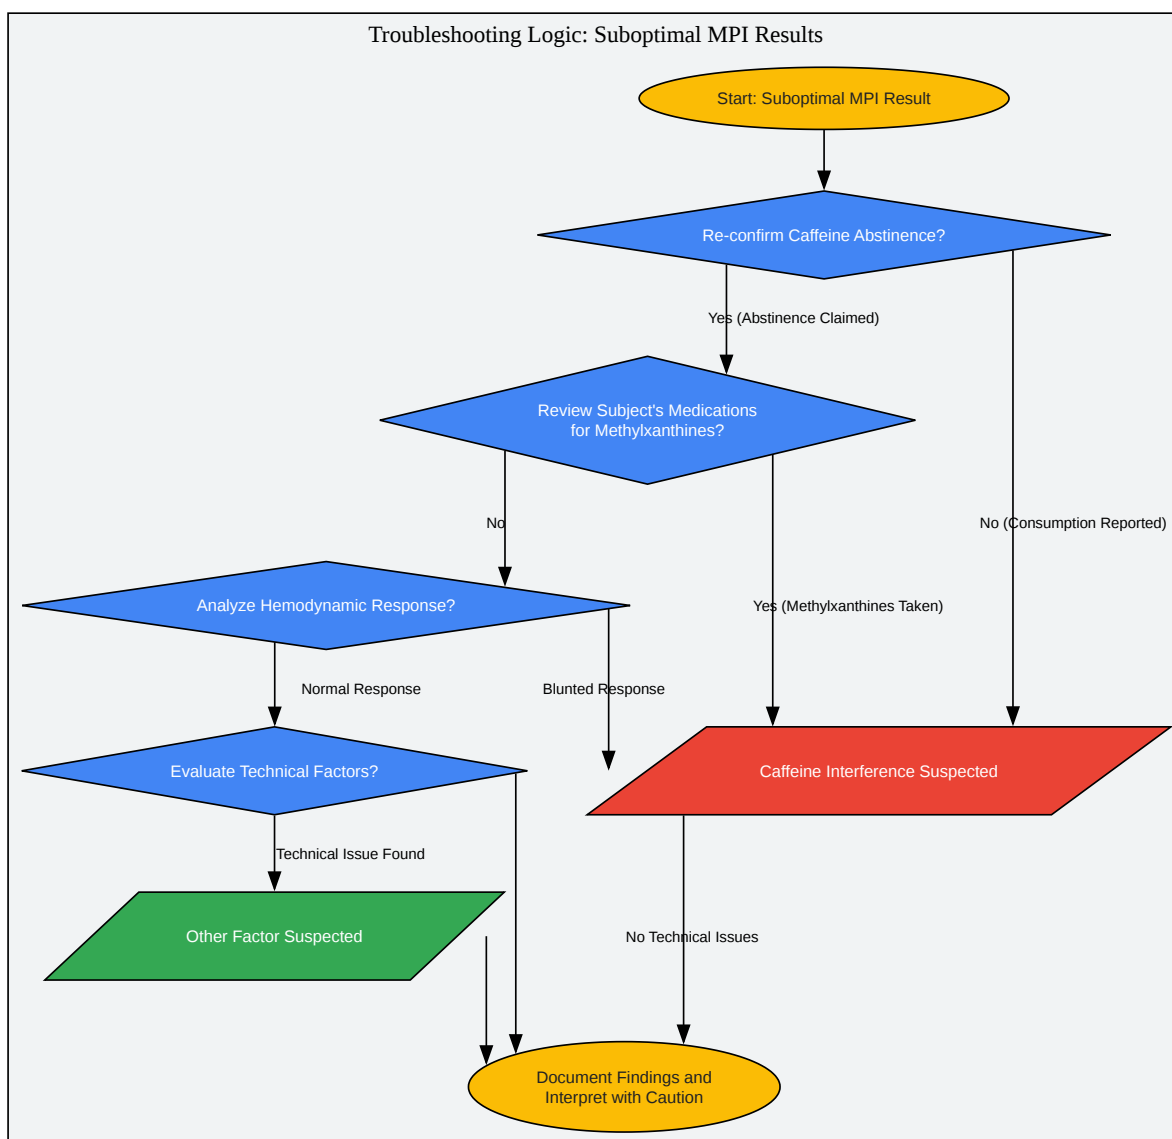 Troubleshooting Logic: Suboptimal MPI Results
Start: Suboptimal MPI Result
Re-confirm Caffeine Abstinence?
Yes (Abstinence Claimed)
Review Subject's Medications
for Methylxanthines?
No
No (Consumption Reported)
Analyze Hemodynamic Response?
Yes (Methylxanthines Taken)
Normal Response
Blunted Response
Evaluate Technical Factors?
Caffeine Interference Suspected
Technical Issue Found
Other Factor Suspected
No Technical Issues
Document Findings and
Interpret with Caution